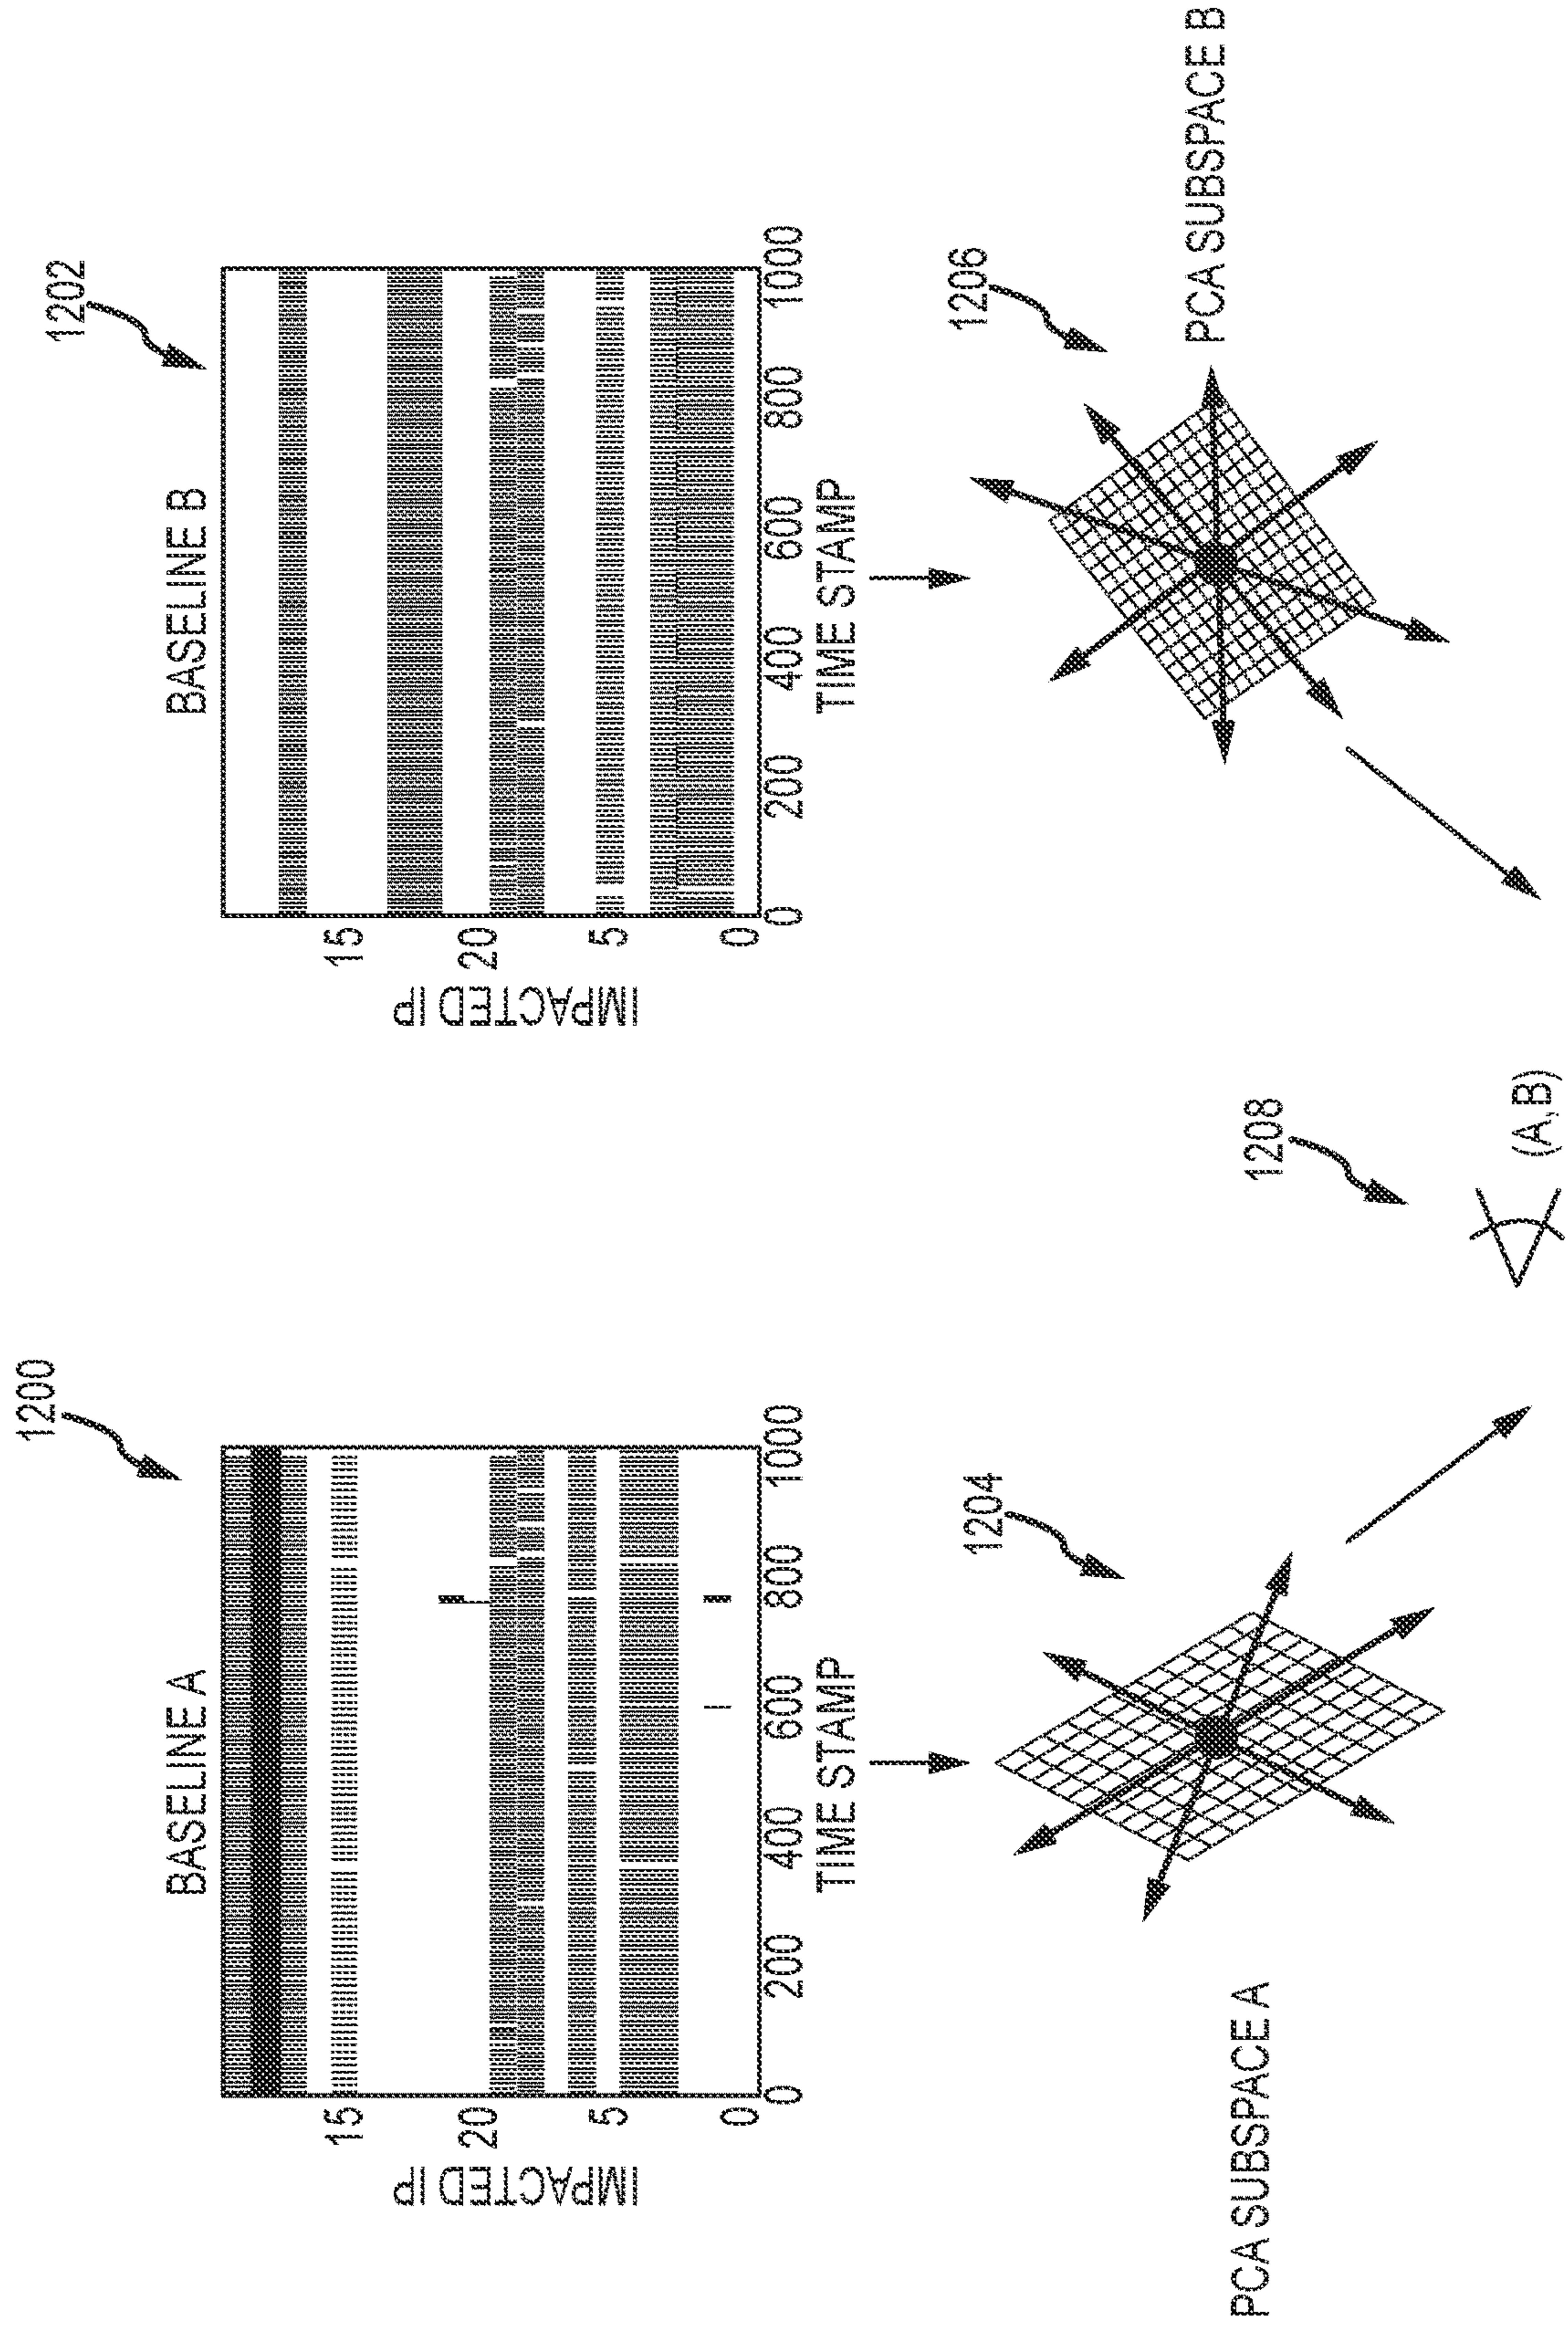 1200
BASELINE A
IMPACTED IP
15
20
5
0
0
200
400
600
800
1000
TIME STAMP
1202
BASELINE B
IMPACTED IP
15
20
5
0
0
200
400
600
800
1000
TIME STAMP
1204
PCA SUBSPACE A
1206
PCA SUBSPACE B
1208
(A,B)